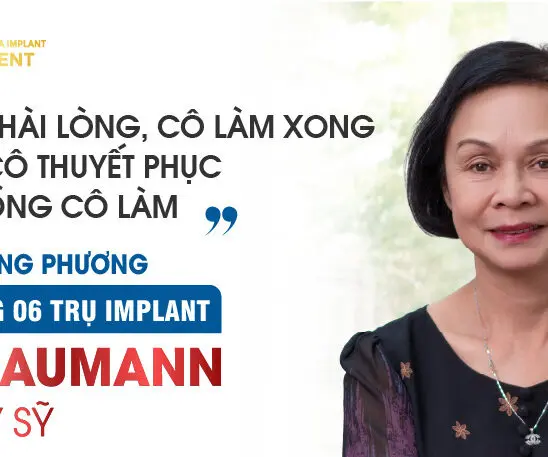 A IMPLANT
ENT
HÀI LÒNG, CÔ LÀM XONG
CÔ THUYẾT PHỤC
ỒNG CÔ LÀM ”
NG PHƯƠNG
G 06 TRỤ IMPLANT
AUMANN
Y SỸ